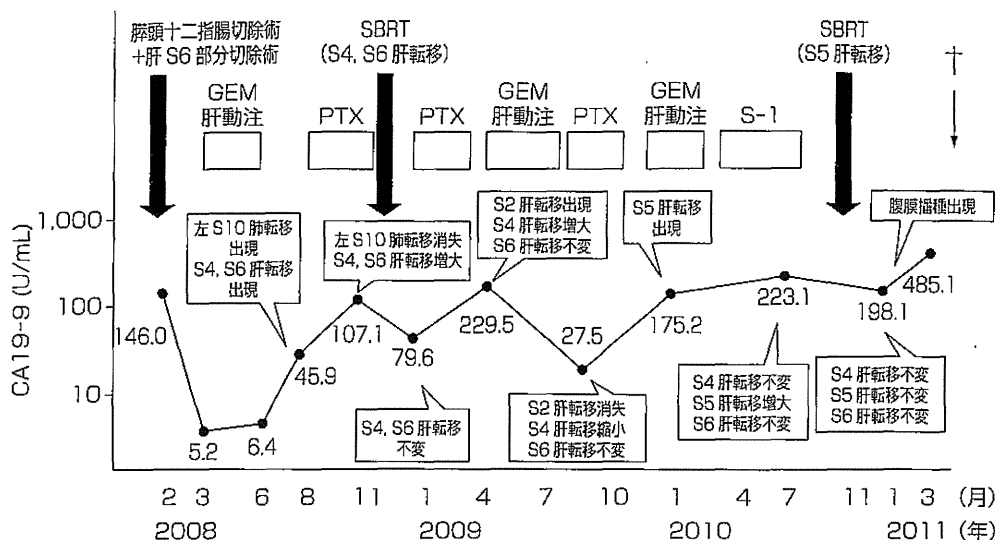 膵頭十二指腸切除術
+肝S6部分切除術
SBRT
(S4, S6肝転移)
SBRT
(S5肝転移)
†
GEM
肝動注
PTX
PTX
GEM
肝動注
PTX
GEM
肝動注
S-1
CA19-9 (U/mL)
1,000
100
10
左S10肺転移
出現
S4, S6肝転移
出現
左S10肺転移消失
S4, S6肝転移増大
S2肝転移出現
S4肝転移増大
S6肝転移不変
S5肝転移
出現
腹膜播種出現
146.0
5.2
6.4
45.9
107.1
79.6
229.5
27.5
175.2
223.1
198.1
485.1
S4, S6肝転移
不変
S2肝転移消失
S4肝転移縮小
S6肝転移不変
S4肝転移不変
S5肝転移増大
S6肝転移不変
S4肝転移不変
S5肝転移不変
S6肝転移不変
2 3 6 8 11 1 4 7 10 1 4 7 11 1 3 (月)
2008 2009 2010 2011 (年)